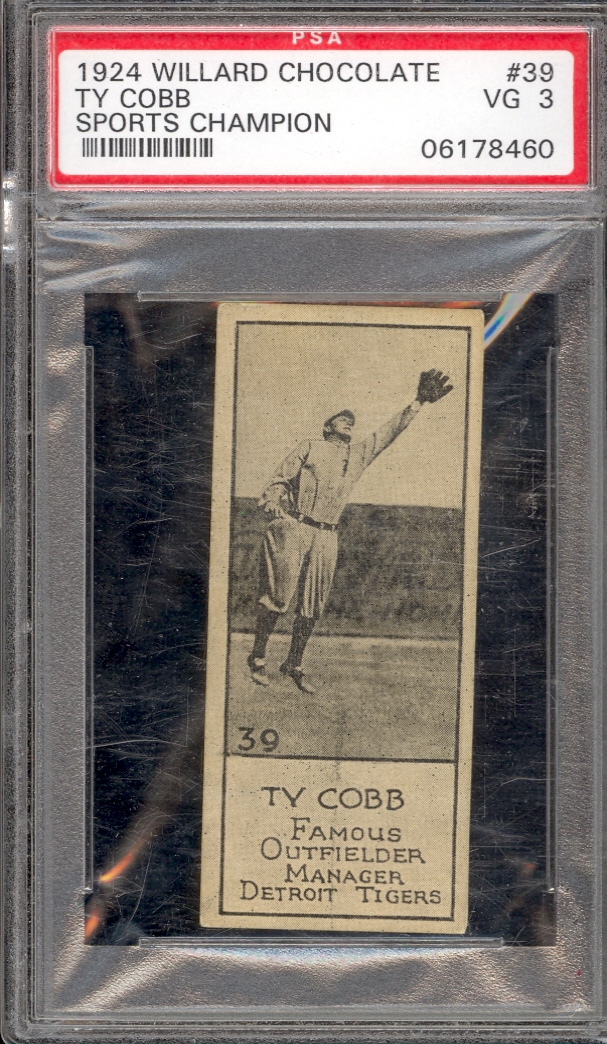 PSA
1924 WILLARD CHOCOLATE #39
TY COBB VG 3
SPORTS CHAMPION
06178460
39
TY COBB
FAMOUS
OUTFIELDER
MANAGER
DETROIT TIGERS